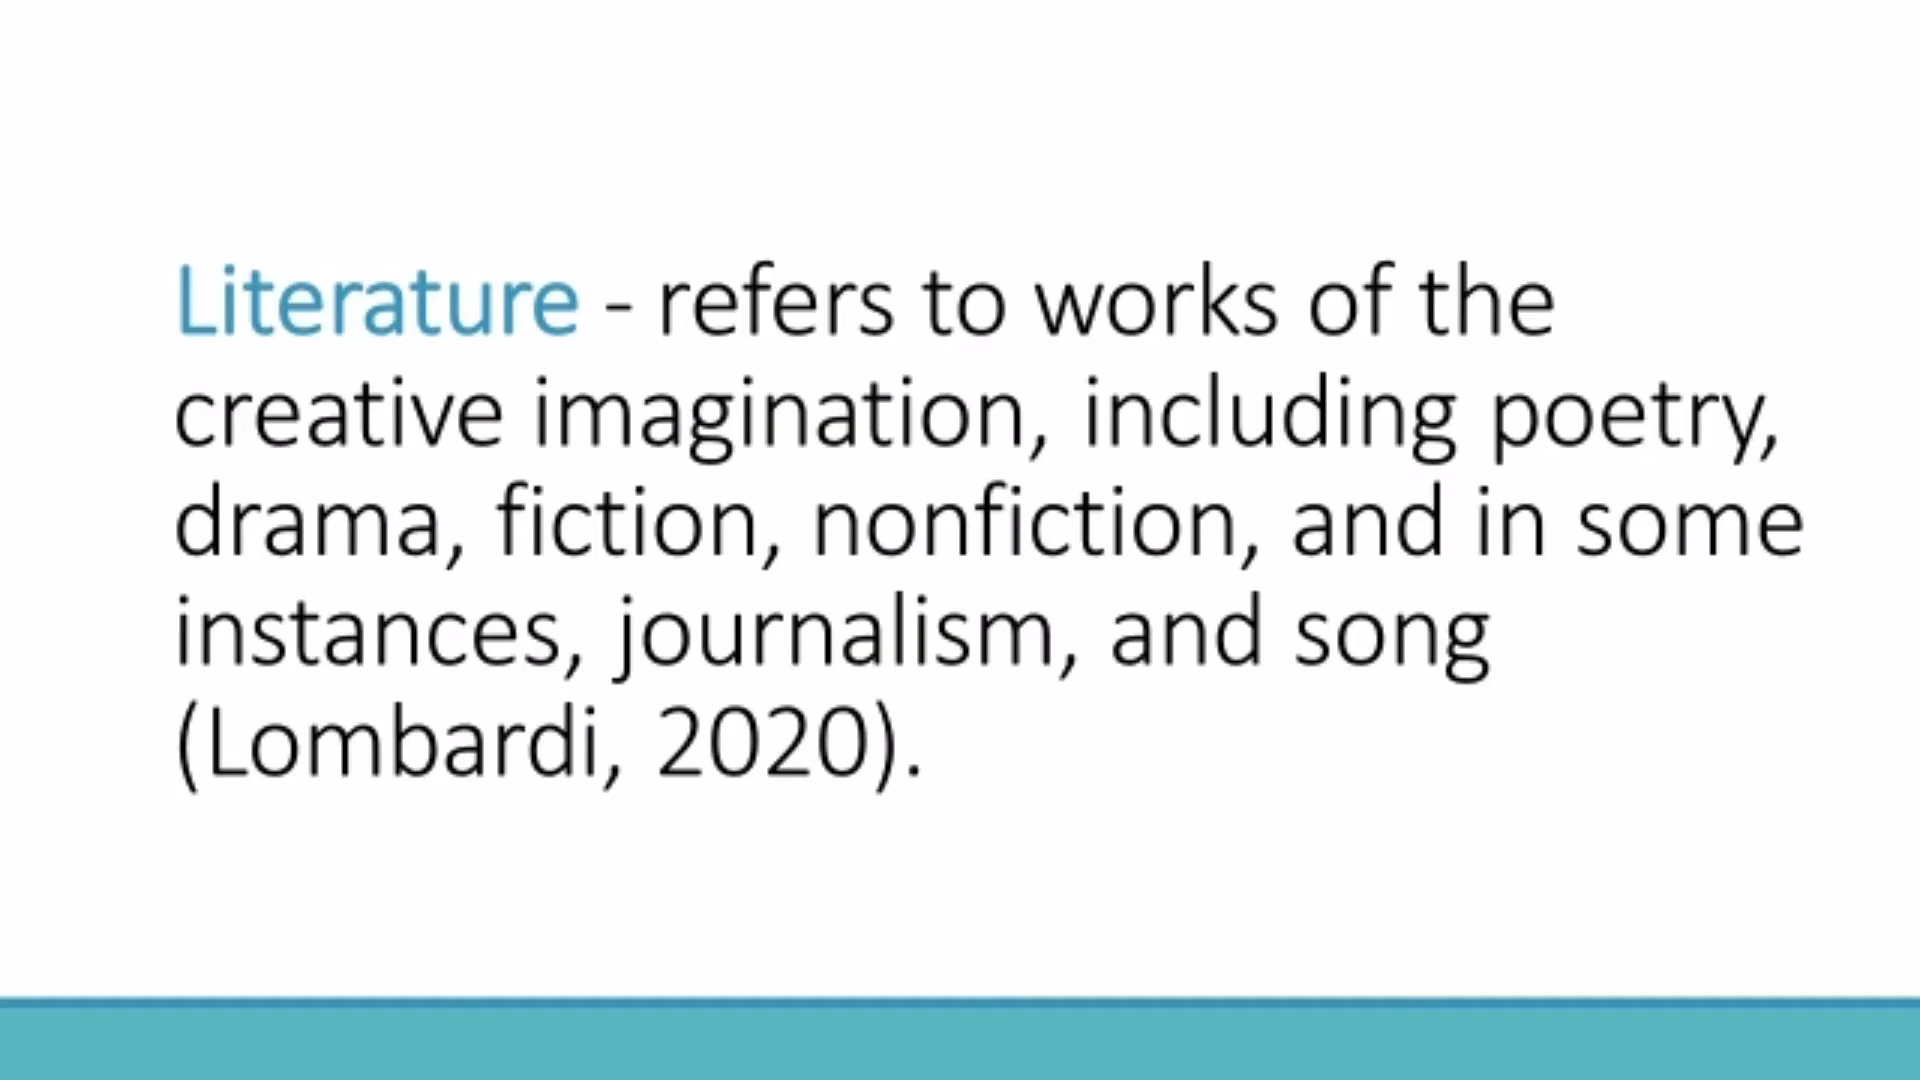 Literature - refers to works of the
creative imagination, including poetry,
drama, fiction, nonfiction, and in some
instances, journalism, and song
(Lombardi, 2020).